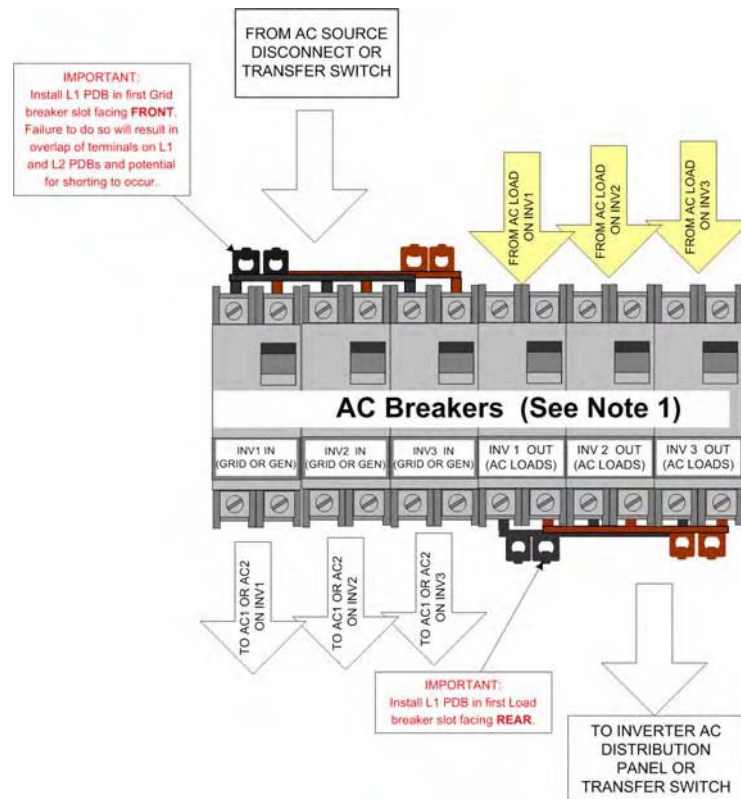 FROM AC SOURCE
DISCONNECT OR
TRANSFER SWITCH
IMPORTANT:
Install L1 PDB in first Grid
breaker slot facing FRONT.
Failure to do so will result in
overlap of terminals on L1
and L2 PDBs and potential
for shorting to occur.
FROM AC LOAD
ON INV1
FROM AC LOAD
ON INV2
FROM AC LOAD
ON INV3
AC Breakers (See Note 1)
INV1 IN
(GRID OR GEN)
INV2 IN
(GRID OR GEN)
INV3 IN
(GRID OR GEN)
INV 1 OUT
(AC LOADS)
INV 2 OUT
(AC LOADS)
INV 3 OUT
(AC LOADS)
TO AC1 OR AC2
ON INV1
TO AC1 OR AC2
ON INV2
TO AC1 OR AC2
ON INV3
IMPORTANT:
Install L1 PDB in first Load
breaker slot facing REAR.
TO INVERTER AC
DISTRIBUTION
PANEL OR
TRANSFER SWITCH